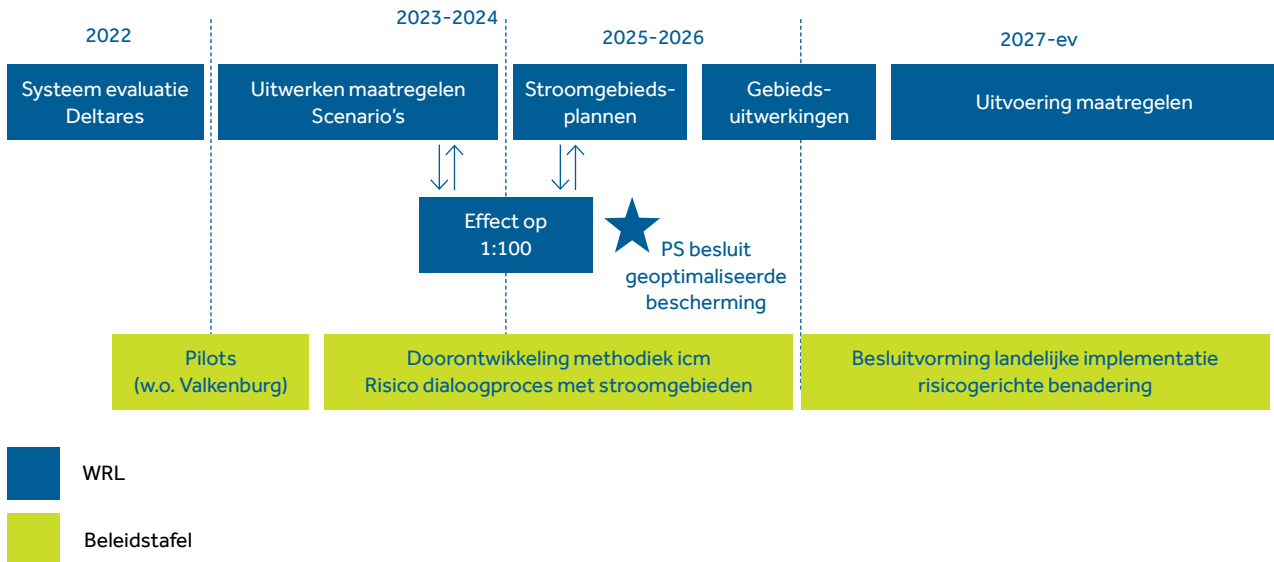 2022
2023-2024
2025-2026
2027-ev
Systeem evaluatie
Deltares
Uitwerken maatregelen
Scenario's
Stroomgebieds-
plannen
Gebieds-
uitwerkingen
Uitvoering maatregelen
Effect op
1:100
PS besluit
geoptimaliseerde
bescherming
Pilots
(w.o. Valkenburg)
Doorontwikkeling methodiek icm
Risico dialoogproces met stroomgebieden
Besluitvorming landelijke implementatie
risicogerichte benadering
WRL
Beleidstafel